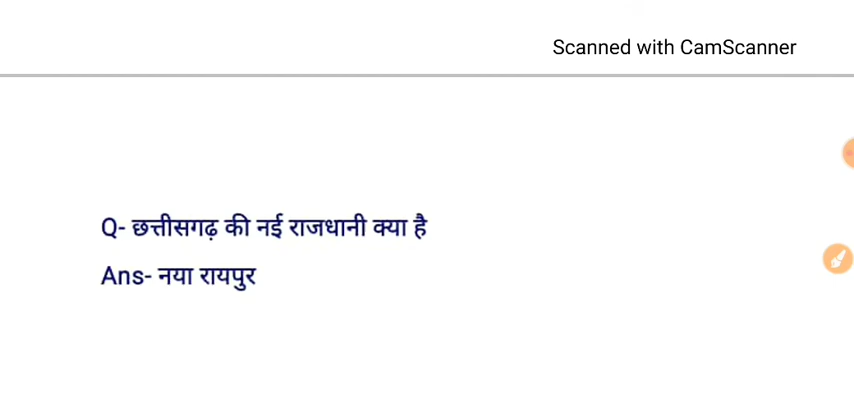 Scanned with CamScanner
Q- छत्तीसगढ़ की नई राजधानी क्या है
Ans- नया रायपुर